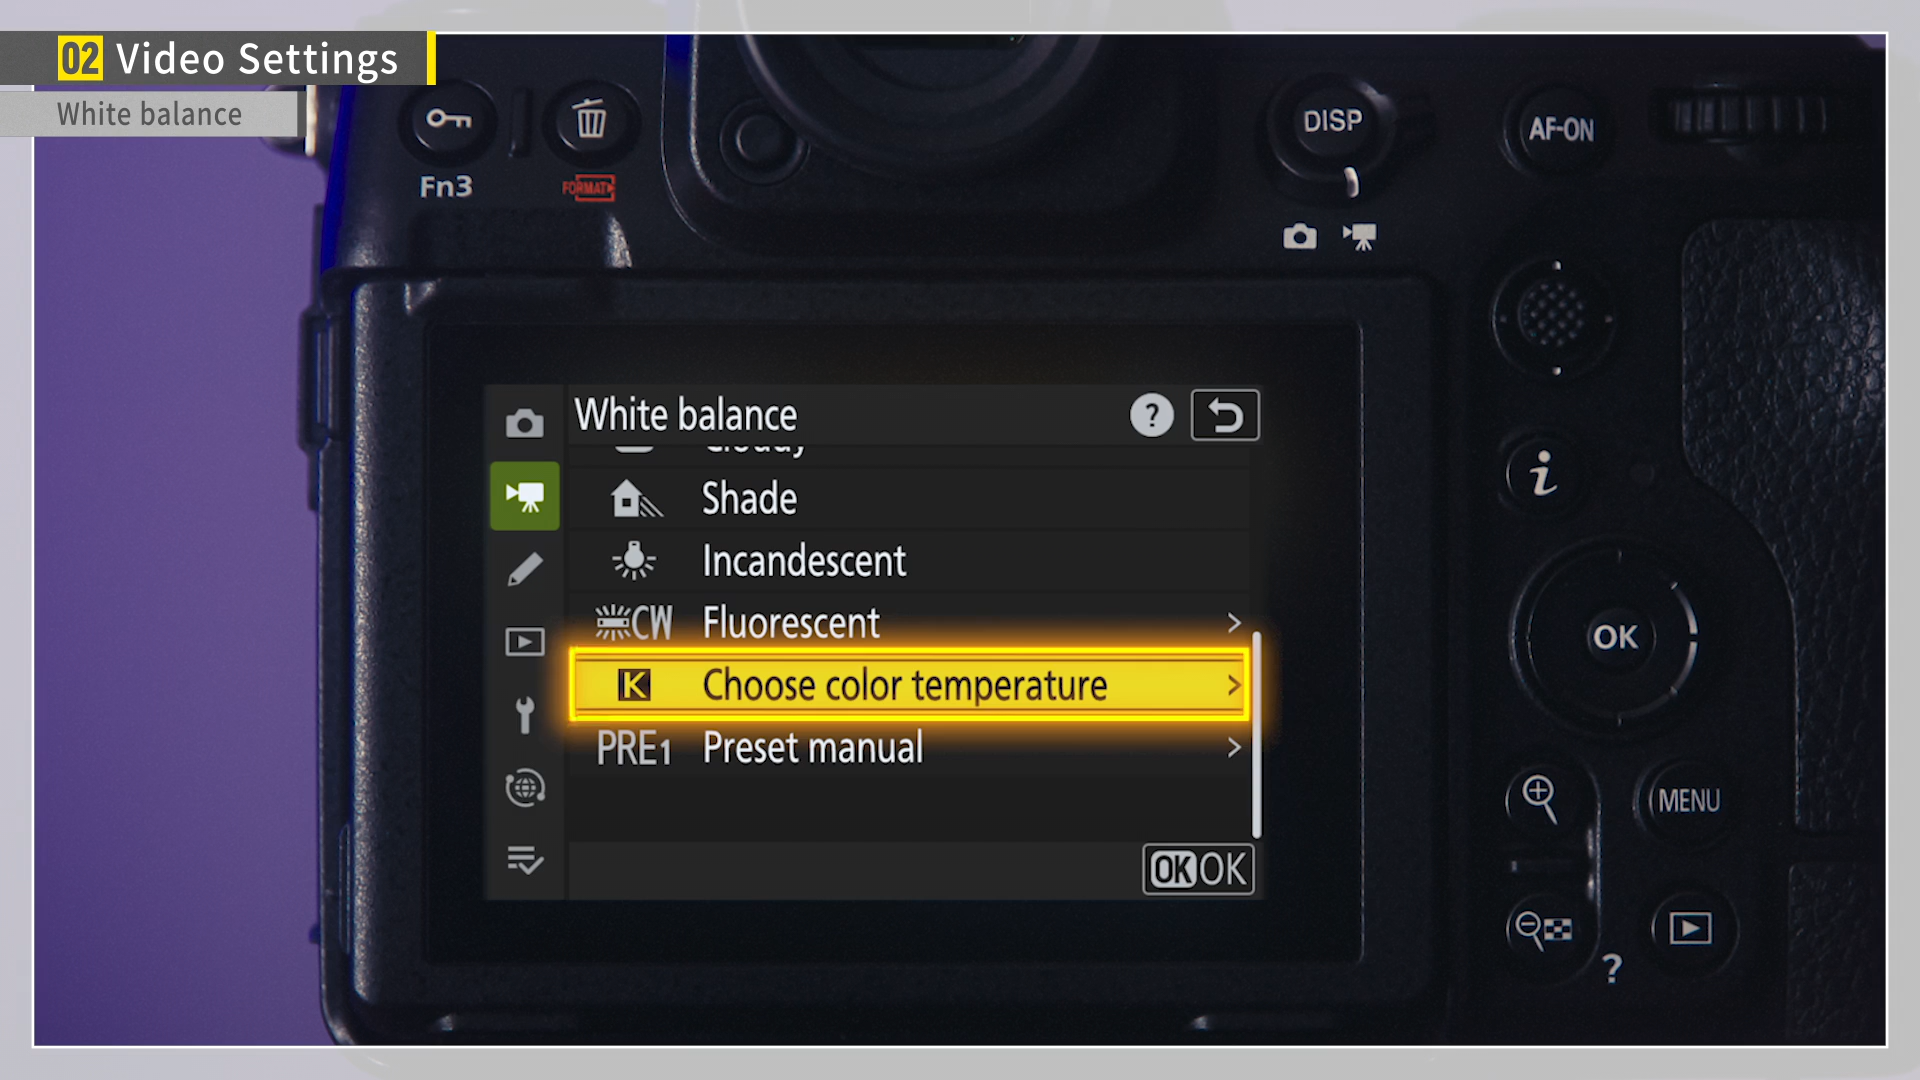 02 Video Settings
White balance
Fn3
FORMAT
DISP
AF-ON
White balance ?
Cloudy
Shade
Incandescent
CW Fluorescent >
K Choose color temperature >
PRE1 Preset manual >
OK OK
i
OK
MENU
?